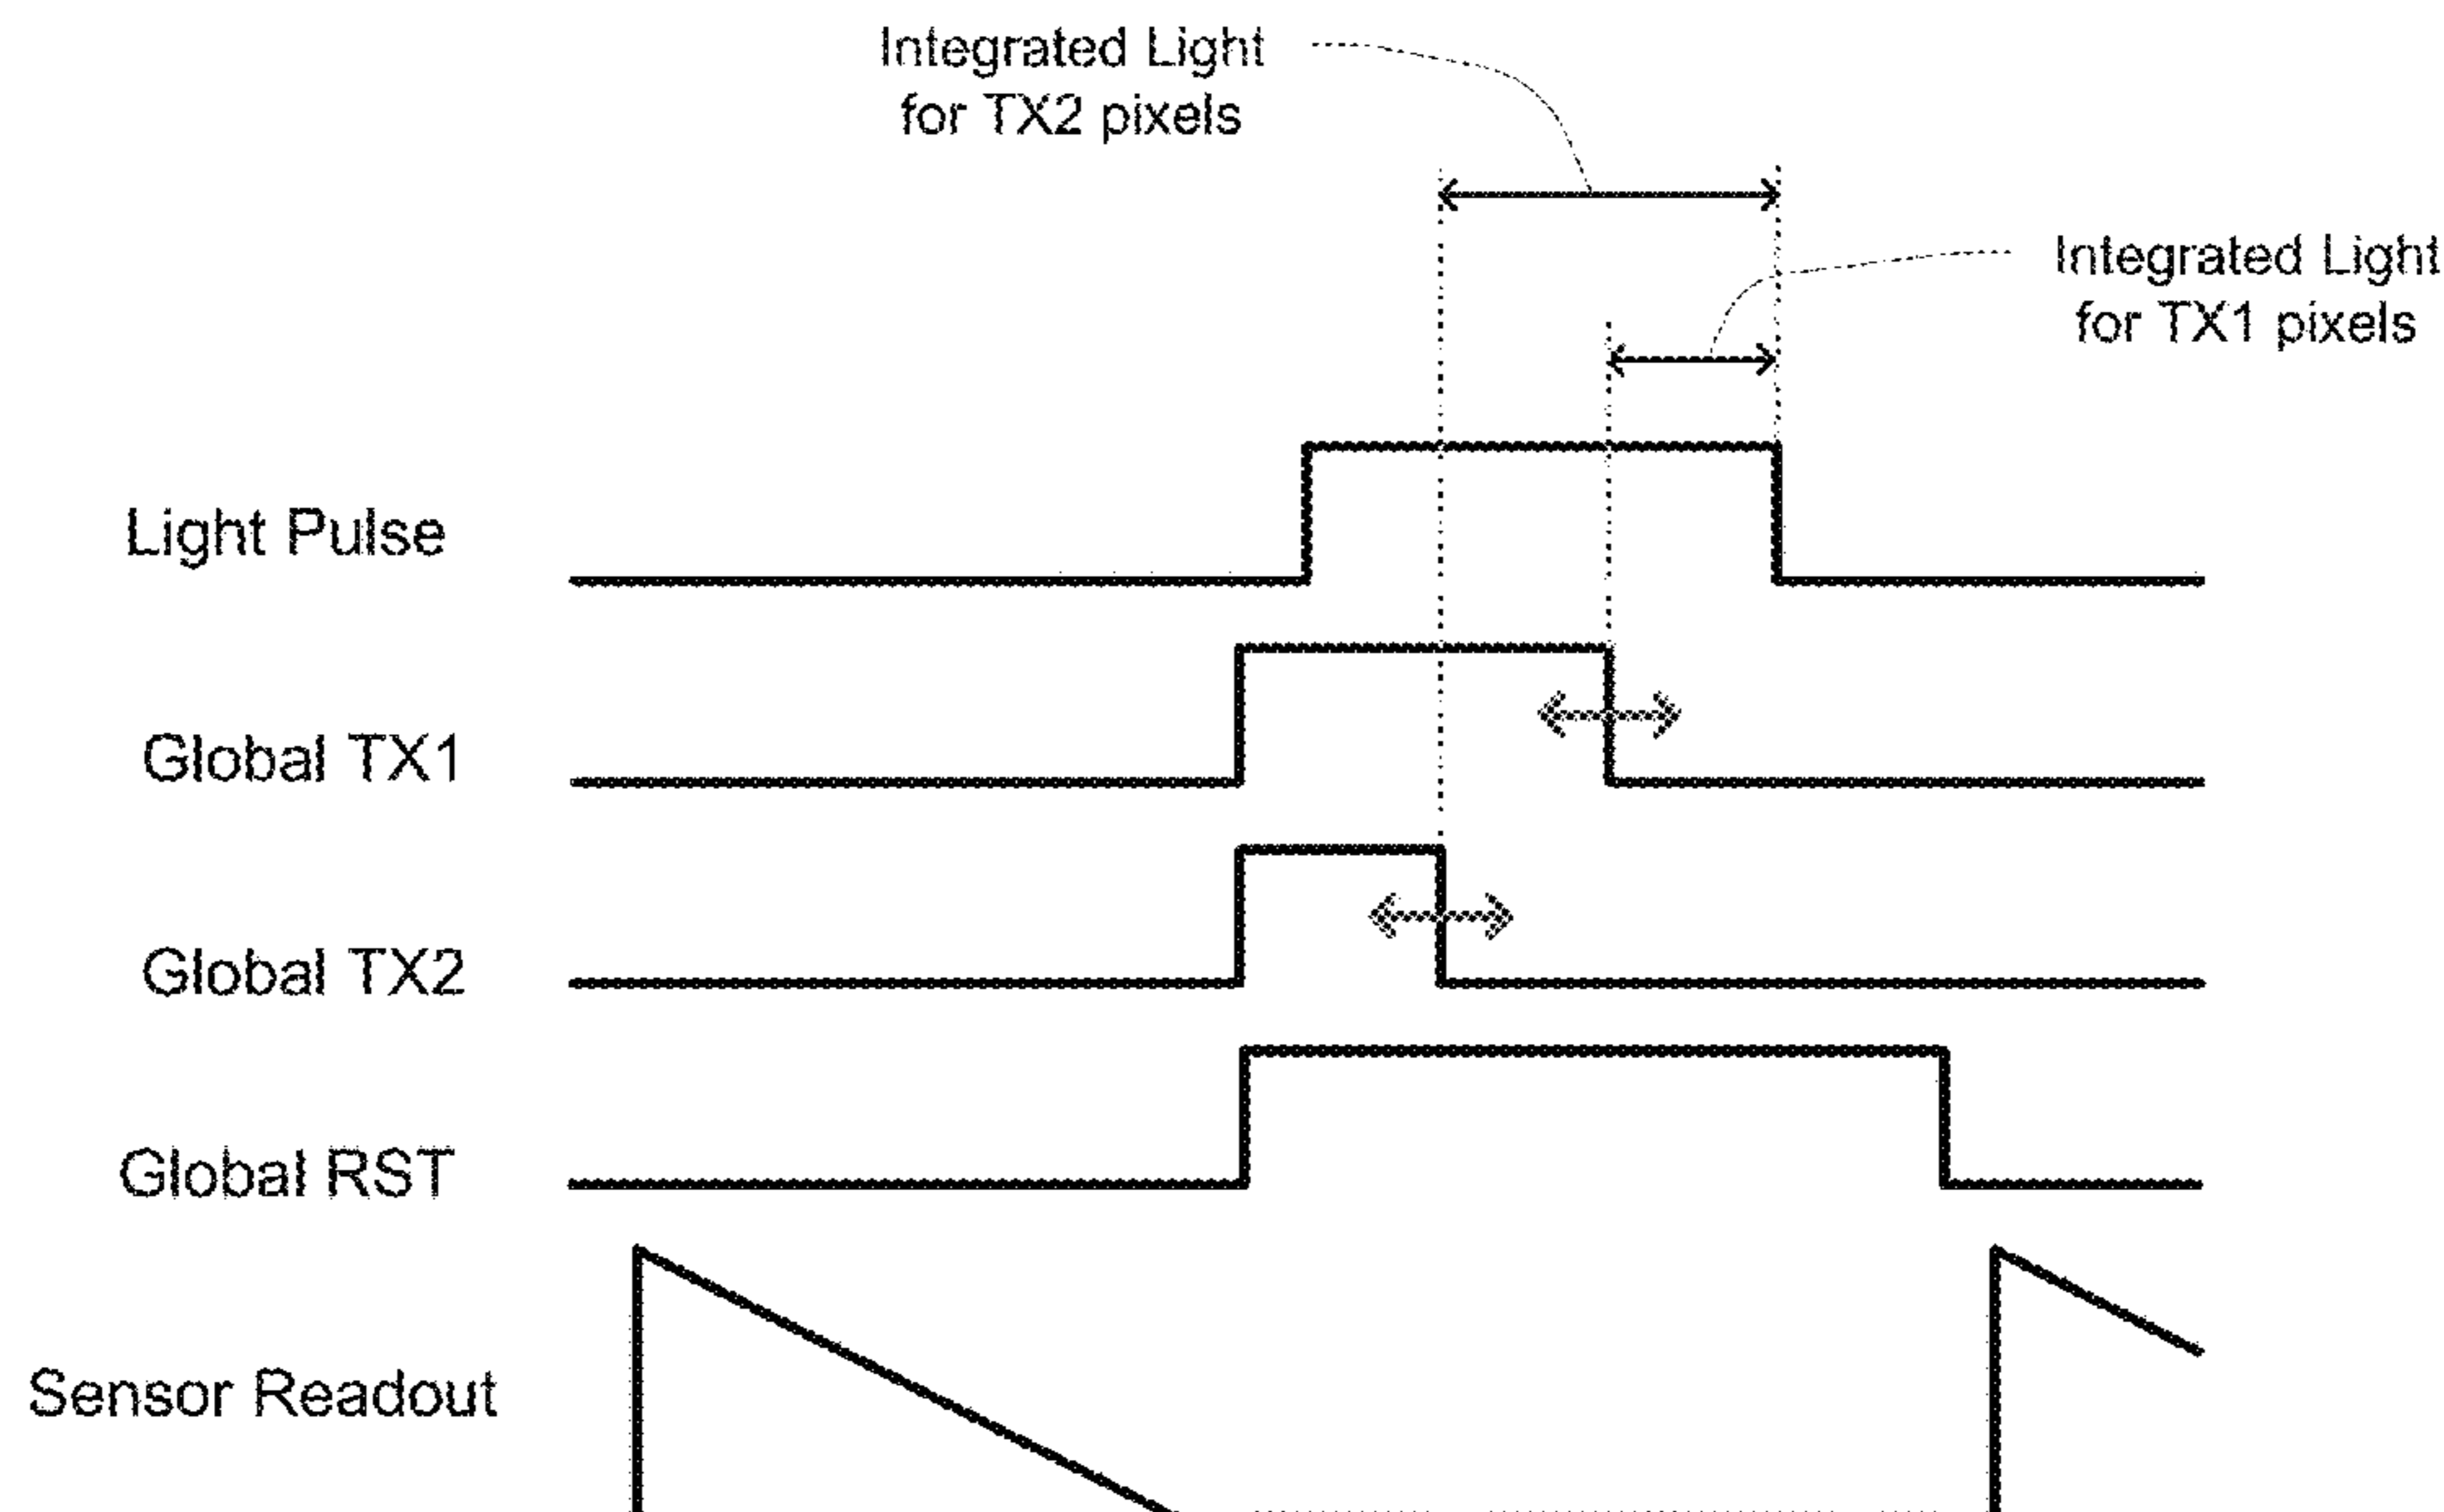 Integrated Light
for TX2 pixels
Integrated Light
for TX1 pixels
Light Pulse
Global TX1
Global TX2
Global RST
Sensor Readout